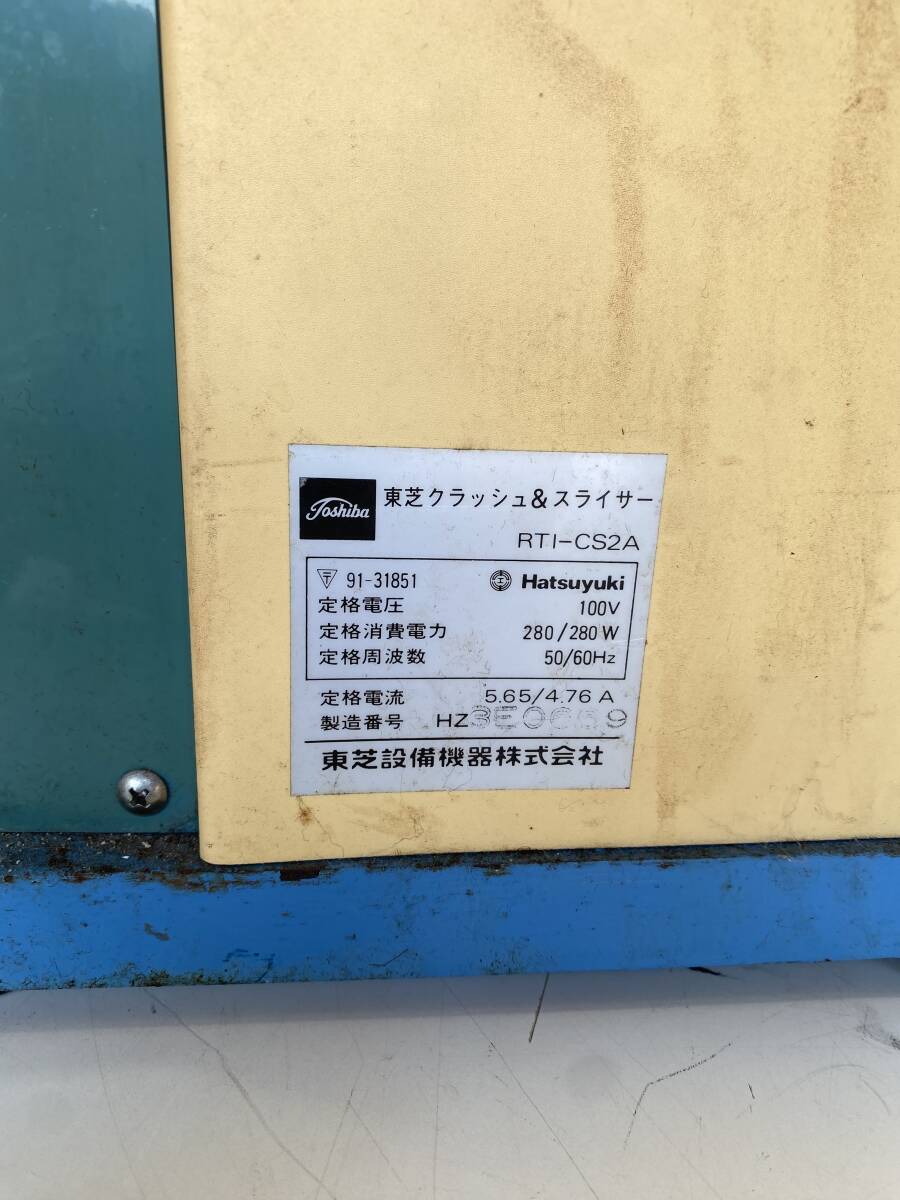 Toshiba 東芝クラッシュ&スライサー
RTI-CS2A
〒 91-31851 Hatsuyuki
定格電圧 100V
定格消費電力 280/280W
定格周波数 50/60Hz
定格電流 5.65/4.76A
製造番号
東芝設備機器株式会社